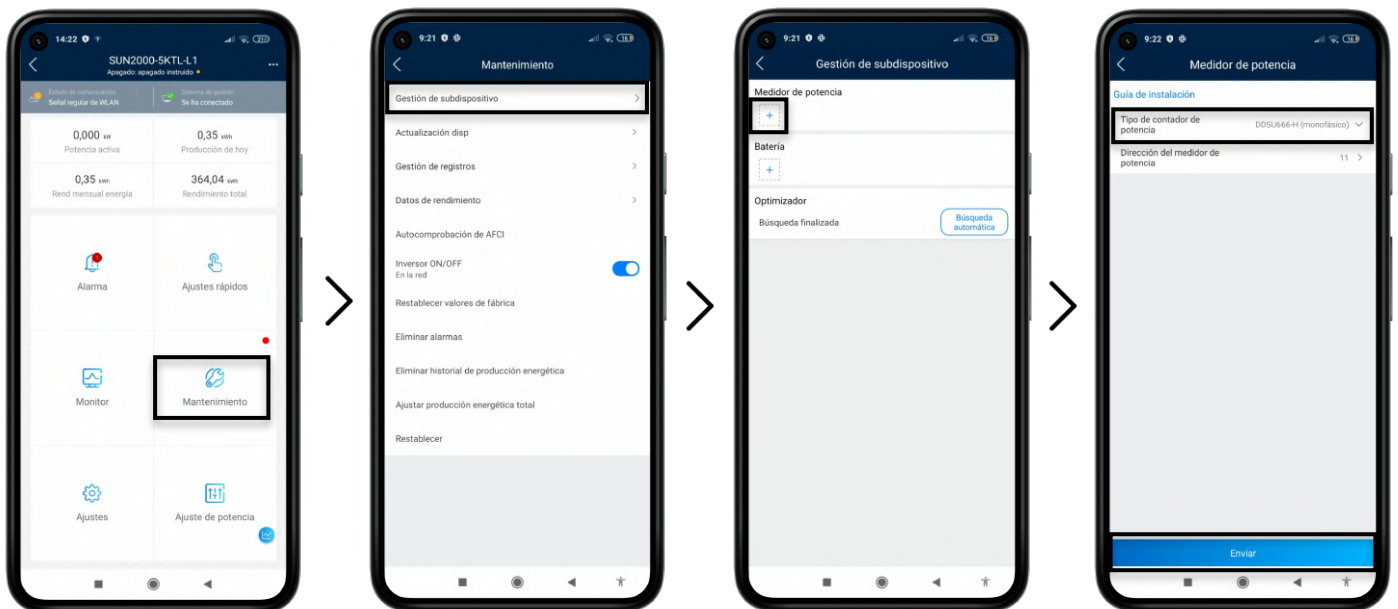 14:22
SUN2000-5KTL-L1
Apagado: apagado instruido
Estado de comunicación
Señal regular de WLAN
Sistema de gestión
Se ha conectado
0,000 kW
Potencia activa
0,35 kWh
Producción de hoy
0,35 kWh
Rend mensual energía
364,04 kWh
Rendimiento total
Alarma
Ajustes rápidos
Monitor
Mantenimiento
Ajustes
Ajuste de potencia
9:21
Mantenimiento
Gestión de subdispositivo
Actualización disp
Gestión de registros
Datos de rendimiento
Autocomprobación de AFCI
Inversor ON/OFF
En la red
Restablecer valores de fábrica
Eliminar alarmas
Eliminar historial de producción energética
Ajustar producción energética total
Restablecer
9:21
Gestión de subdispositivo
Medidor de potencia
+
Batería
+
Optimizador
Búsqueda finalizada
Búsqueda
automática
9:22
Medidor de potencia
Guía de instalación
Tipo de contador de
potencia
DDSU666-H (monofásico)
Dirección del medidor de
potencia
11
Enviar